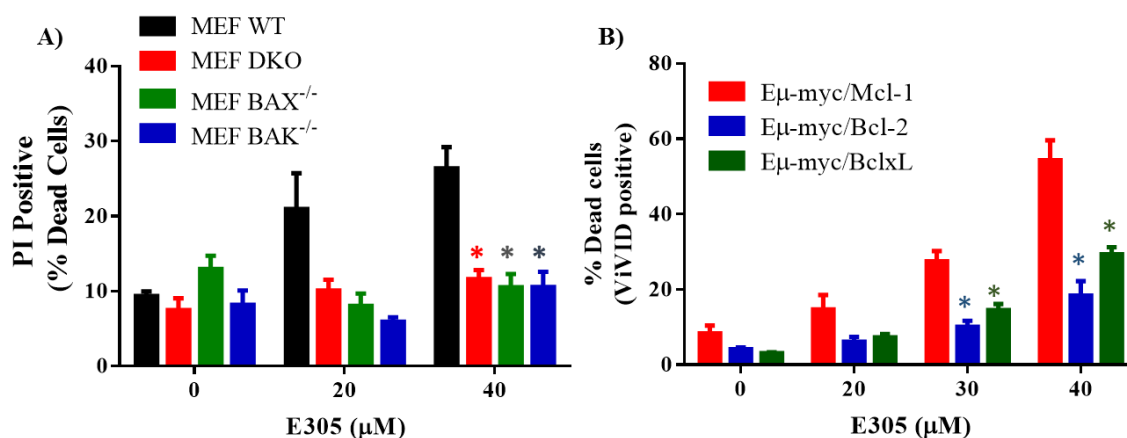 A)
MEF WT
MEF DKO
MEF BAX-/-
MEF BAK-/-
PI Positive
(% Dead Cells)
40
30
20
10
0
* * *
0 20 40
E305 (μM)
B)
Eμ-myc/Mcl-1
Eμ-myc/Bcl-2
Eμ-myc/BclxL
% Dead cells
(ViViD positive)
80
60
40
20
0
* * * *
0 20 30 40
E305 (μM)